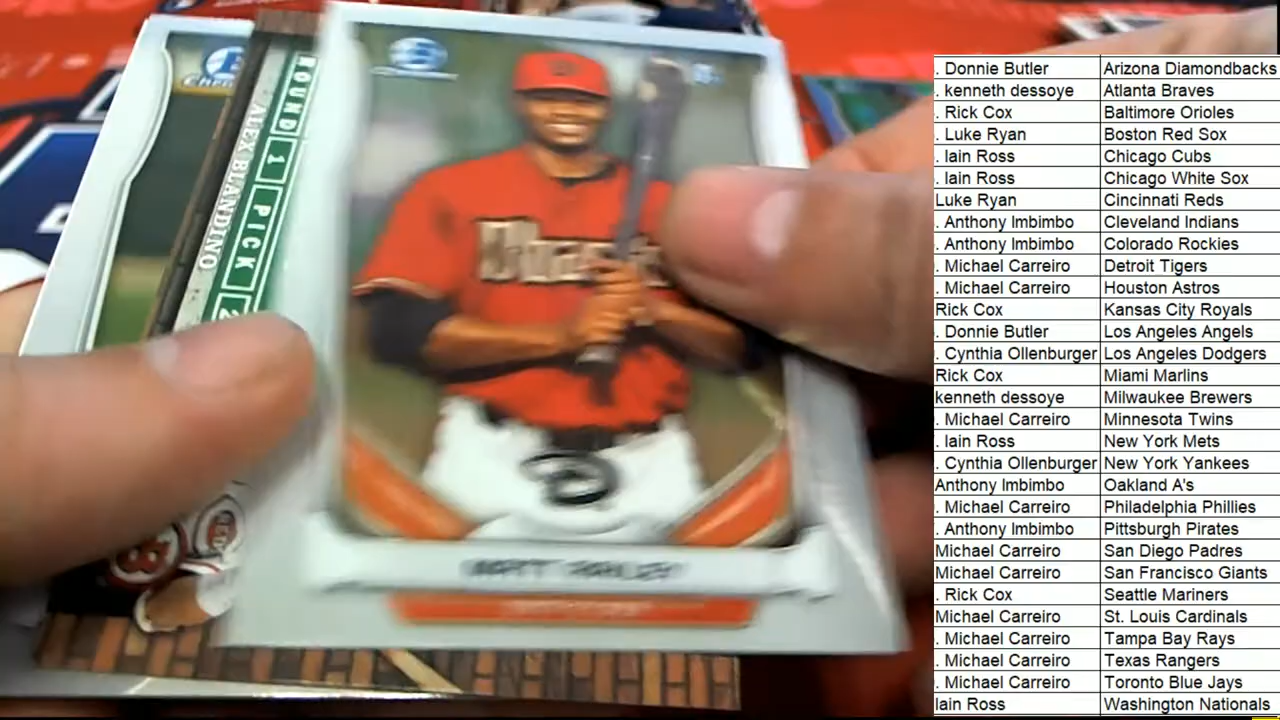 ROUND 1 PICK 2
ALEX BLANDINO
MATT RAILEY
. Donnie Butler Arizona Diamondbacks
. kenneth dessoye Atlanta Braves
. Rick Cox Baltimore Orioles
. Luke Ryan Boston Red Sox
. Iain Ross Chicago Cubs
. Iain Ross Chicago White Sox
Luke Ryan Cincinnati Reds
. Anthony Imbimbo Cleveland Indians
. Anthony Imbimbo Colorado Rockies
. Michael Carreiro Detroit Tigers
. Michael Carreiro Houston Astros
Rick Cox Kansas City Royals
. Donnie Butler Los Angeles Angels
. Cynthia Ollenburger Los Angeles Dodgers
Rick Cox Miami Marlins
kenneth dessoye Milwaukee Brewers
. Michael Carreiro Minnesota Twins
. Iain Ross New York Mets
. Cynthia Ollenburger New York Yankees
Anthony Imbimbo Oakland A's
. Michael Carreiro Philadelphia Phillies
. Anthony Imbimbo Pittsburgh Pirates
Michael Carreiro San Diego Padres
Michael Carreiro San Francisco Giants
. Rick Cox Seattle Mariners
Michael Carreiro St. Louis Cardinals
. Michael Carreiro Tampa Bay Rays
. Michael Carreiro Texas Rangers
. Michael Carreiro Toronto Blue Jays
Iain Ross Washington Nationals